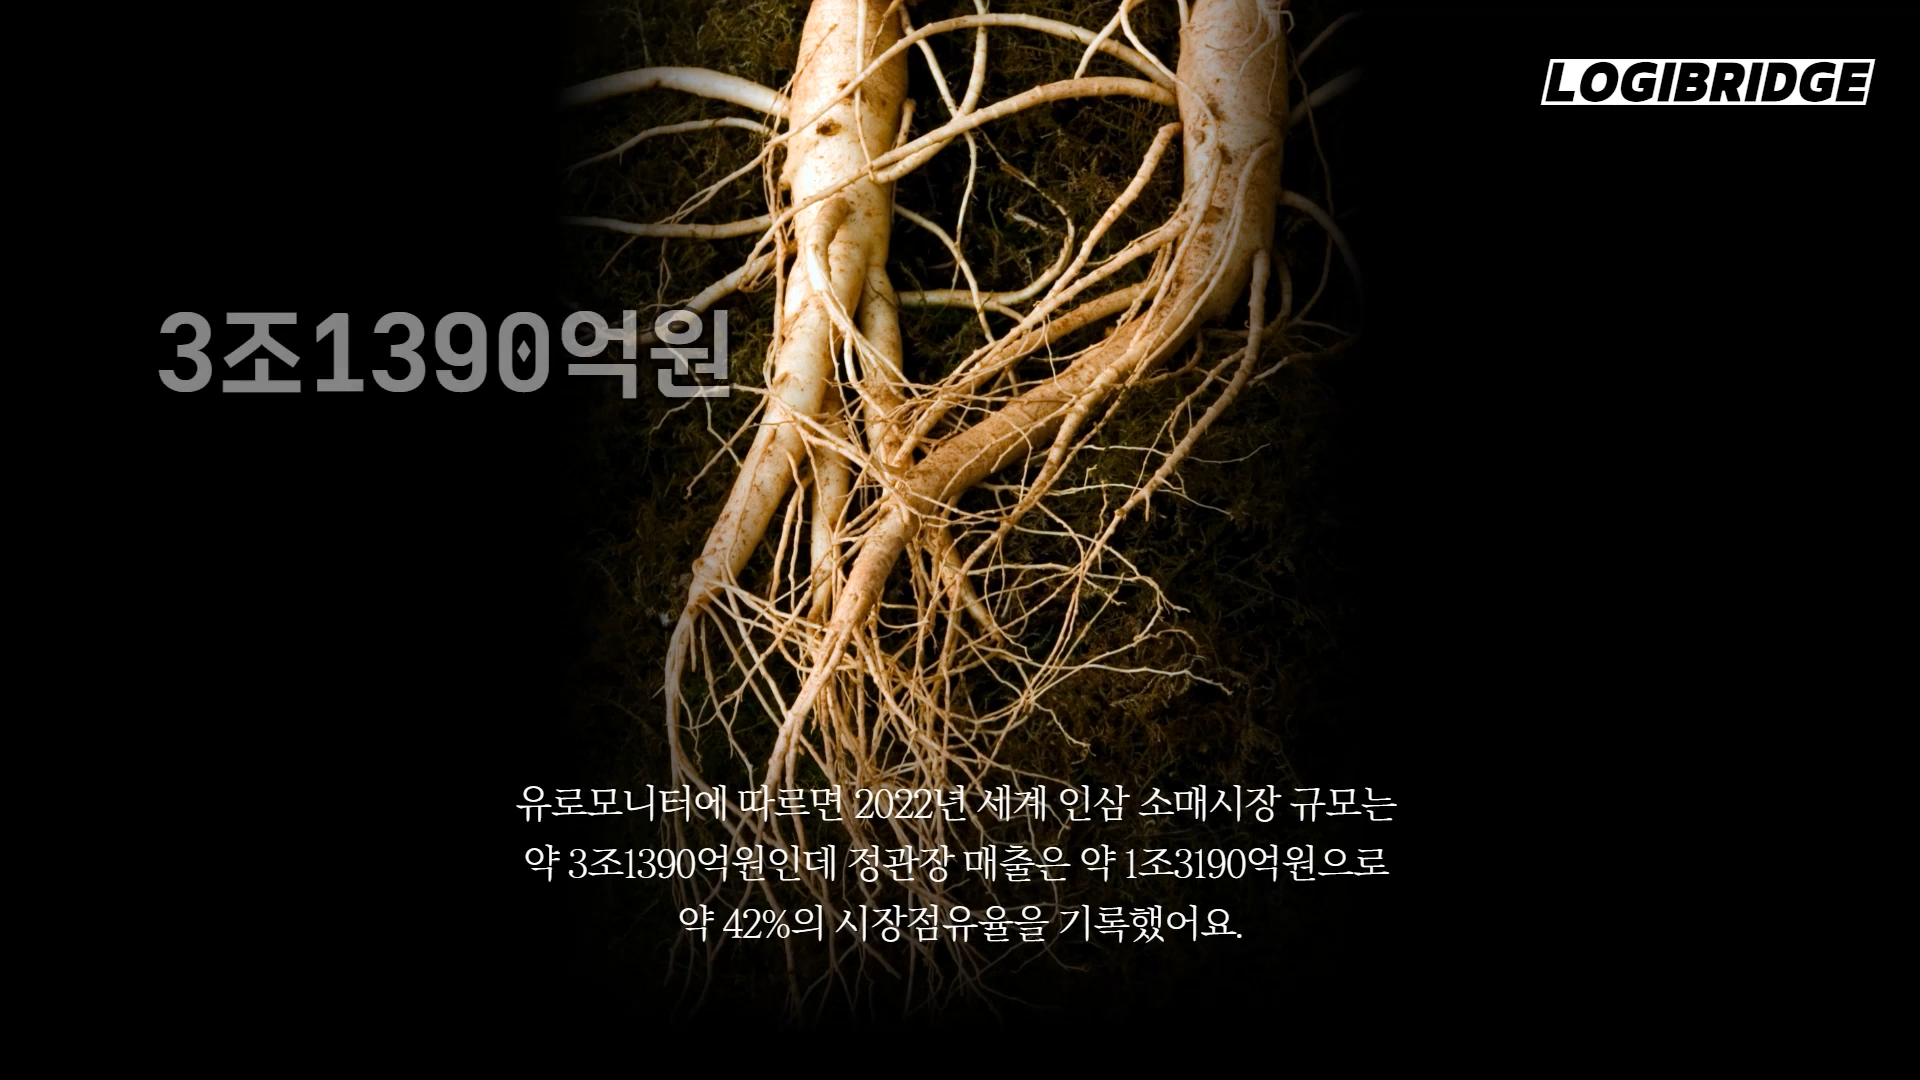 LOGIBRIDGE
3조1390억원
유로모니터에 따르면 2022년 세계 인삼 소매시장 규모는
약 3조1390억원인데 정관장 매출은 약 1조3190억원으로
약 42%의 시장점유율을 기록했어요.